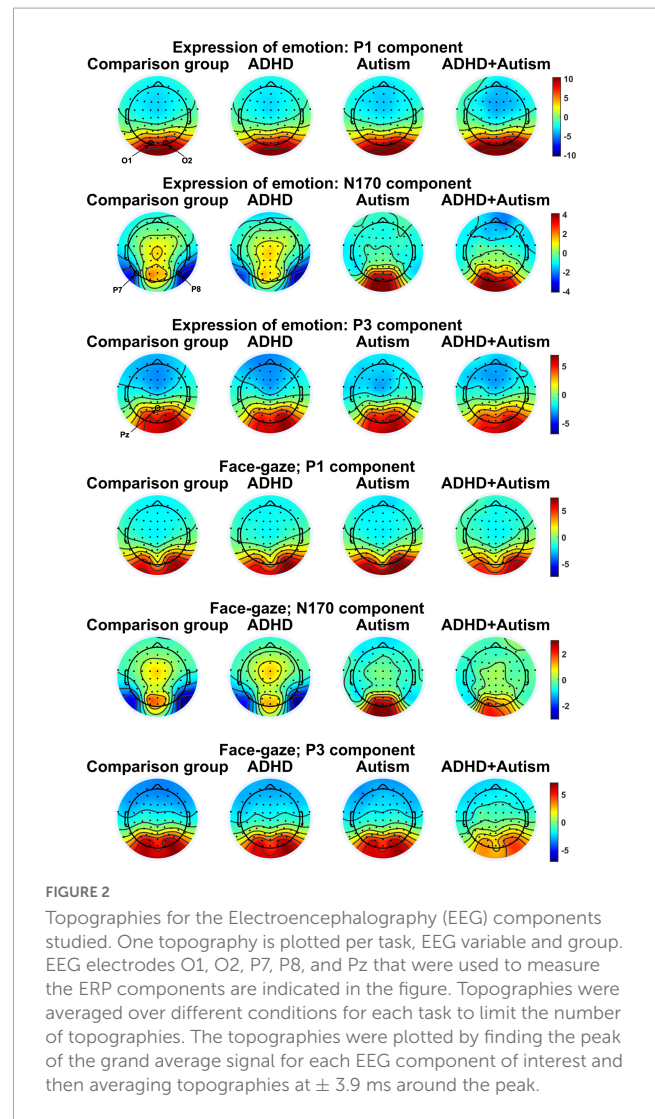 Expression of emotion: P1 component
Comparison group ADHD Autism ADHD+Autism
10
5
0
-5
-10
O1 O2
Expression of emotion: N170 component
Comparison group ADHD Autism ADHD+Autism
4
2
0
-2
-4
P7 P8
Expression of emotion: P3 component
Comparison group ADHD Autism ADHD+Autism
5
0
-5
Pz
Face-gaze; P1 component
Comparison group ADHD Autism ADHD+Autism
5
0
-5
Face-gaze; N170 component
Comparison group ADHD Autism ADHD+Autism
2
0
-2
Face-gaze; P3 component
Comparison group ADHD Autism ADHD+Autism
5
0
-5
FIGURE 2
Topographies for the Electroencephalography (EEG) components
studied. One topography is plotted per task, EEG variable and group.
EEG electrodes O1, O2, P7, P8, and Pz that were used to measure
the ERP components are indicated in the figure. Topographies were
averaged over different conditions for each task to limit the number
of topographies. The topographies were plotted by finding the peak
of the grand average signal for each EEG component of interest and
then averaging topographies at ± 3.9 ms around the peak.